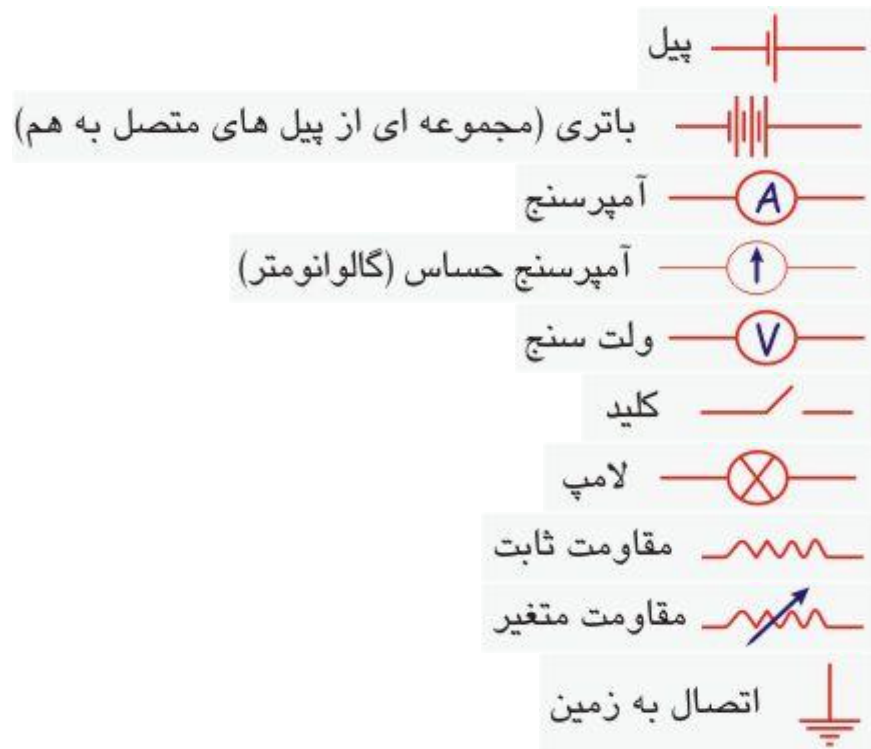 پیل
باتری (مجموعه ای از پیل های متصل به هم)
آمپرسنج A
آمپرسنج حساس (گالوانومتر)
ولت سنج V
کلید
لامپ
مقاومت ثابت
مقاومت متغیر
اتصال به زمین